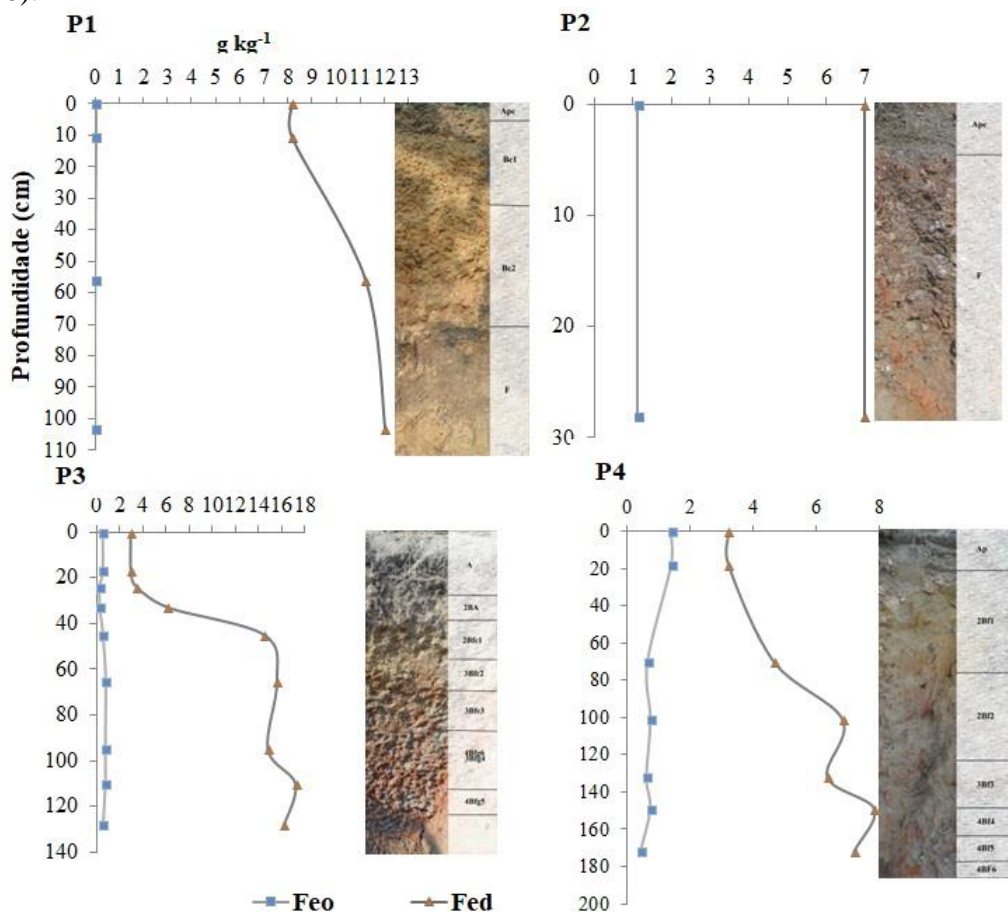 P1
g kg-1
0 1 2 3 4 5 6 7 8 9 10 11 12 13
Profundidade (cm)
0
10
20
30
40
50
60
70
80
90
100
110
Apc
Bc1
Bc2
F
P2
0 1 2 3 4 5 6 7
0
10
20
30
Apc
F
P3
0 2 4 6 8 10 12 14 16 18
0
20
40
60
80
100
120
140
A
2BA
2Bfc1
3Bfc2
3Bfc3
4Bfg5
P4
0 2 4 6 8
0
20
40
60
80
100
120
140
160
180
200
Ap
2Bf1
2Bf2
3Bf3
4Bf4
4Bf5
4BF6
Feo Fed